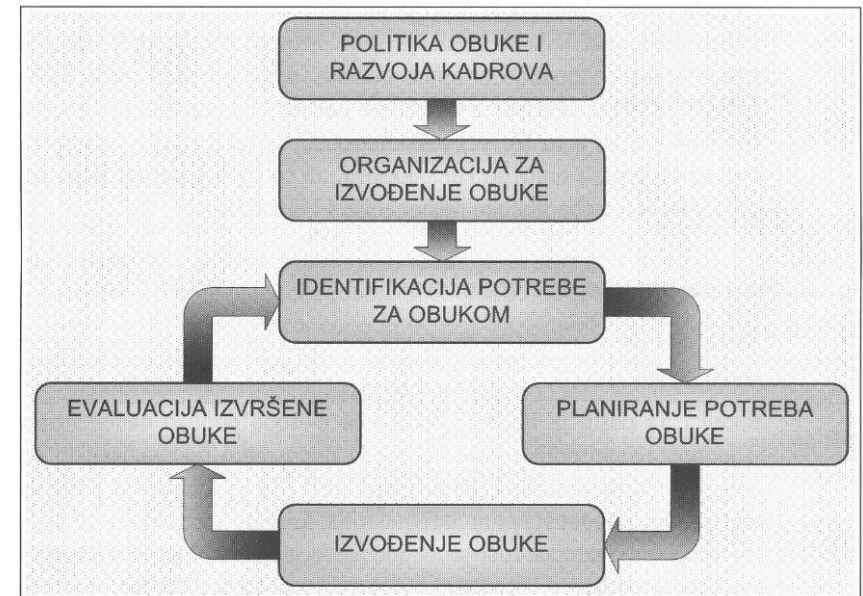 POLITIKA OBUKE I
RAZVOJA KADROVA
ORGANIZACIJA ZA
IZVOĐENJE OBUKE
IDENTIFIKACIJA POTREBE
ZA OBUKOM
EVALUACIJA IZVRŠENE
OBUKE
PLANIRANJE POTREBA
OBUKE
IZVOĐENJE OBUKE